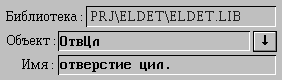 Библиотека: PRJ\ELDET\ELDET.LIB
Объект: ОтвЦл
Имя: отверстие цил.